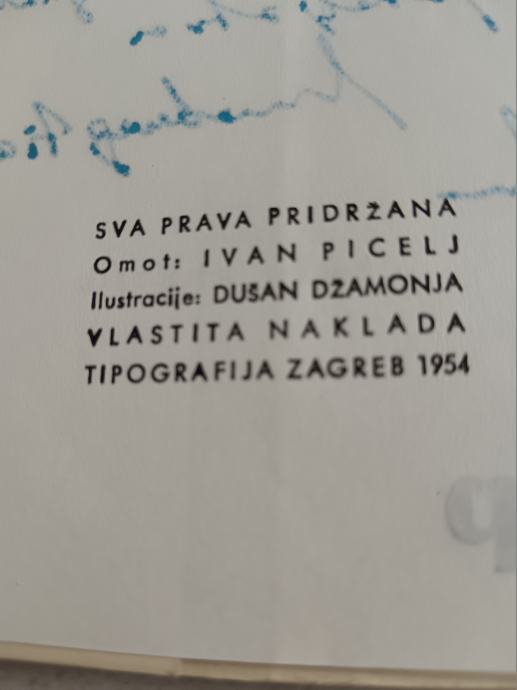 SVA PRAVA PRIDRŽANA
Omot: IVAN PICELJ
Ilustracije: DUŠAN DŽAMONJA
VLASTITA NAKLADA
TIPOGRAFIJA ZAGREB 1954